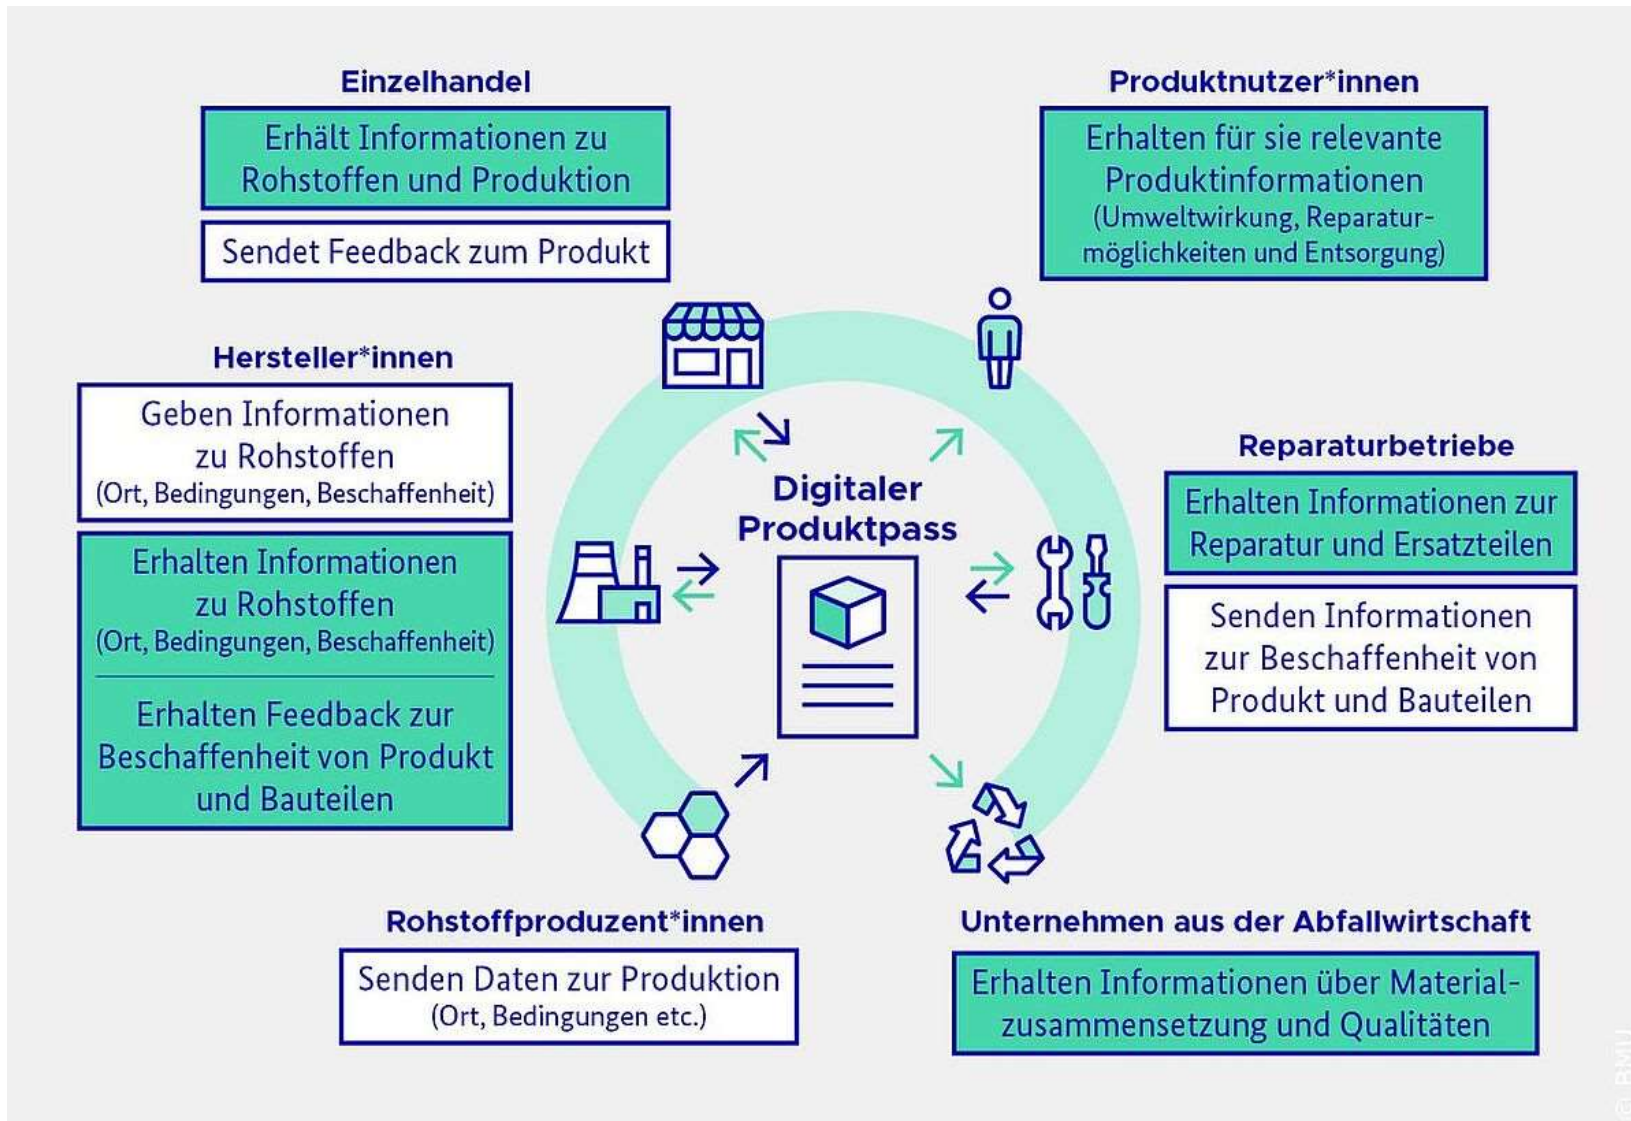 Einzelhandel
Erhält Informationen zu
Rohstoffen und Produktion
Sendet Feedback zum Produkt
Produktnutzer*innen
Erhalten für sie relevante
Produktinformationen
(Umweltwirkung, Reparatur-
möglichkeiten und Entsorgung)
Hersteller*innen
Geben Informationen
zu Rohstoffen
(Ort, Bedingungen, Beschaffenheit)
Erhalten Informationen
zu Rohstoffen
(Ort, Bedingungen, Beschaffenheit)
Erhalten Feedback zur
Beschaffenheit von Produkt
und Bauteilen
Digitaler
Produktpass
Reparaturbetriebe
Erhalten Informationen zur
Reparatur und Ersatzteilen
Senden Informationen
zur Beschaffenheit von
Produkt und Bauteilen
Rohstoffproduzent*innen
Senden Daten zur Produktion
(Ort, Bedingungen etc.)
Unternehmen aus der Abfallwirtschaft
Erhalten Informationen über Material-
zusammensetzung und Qualitäten
© BMU